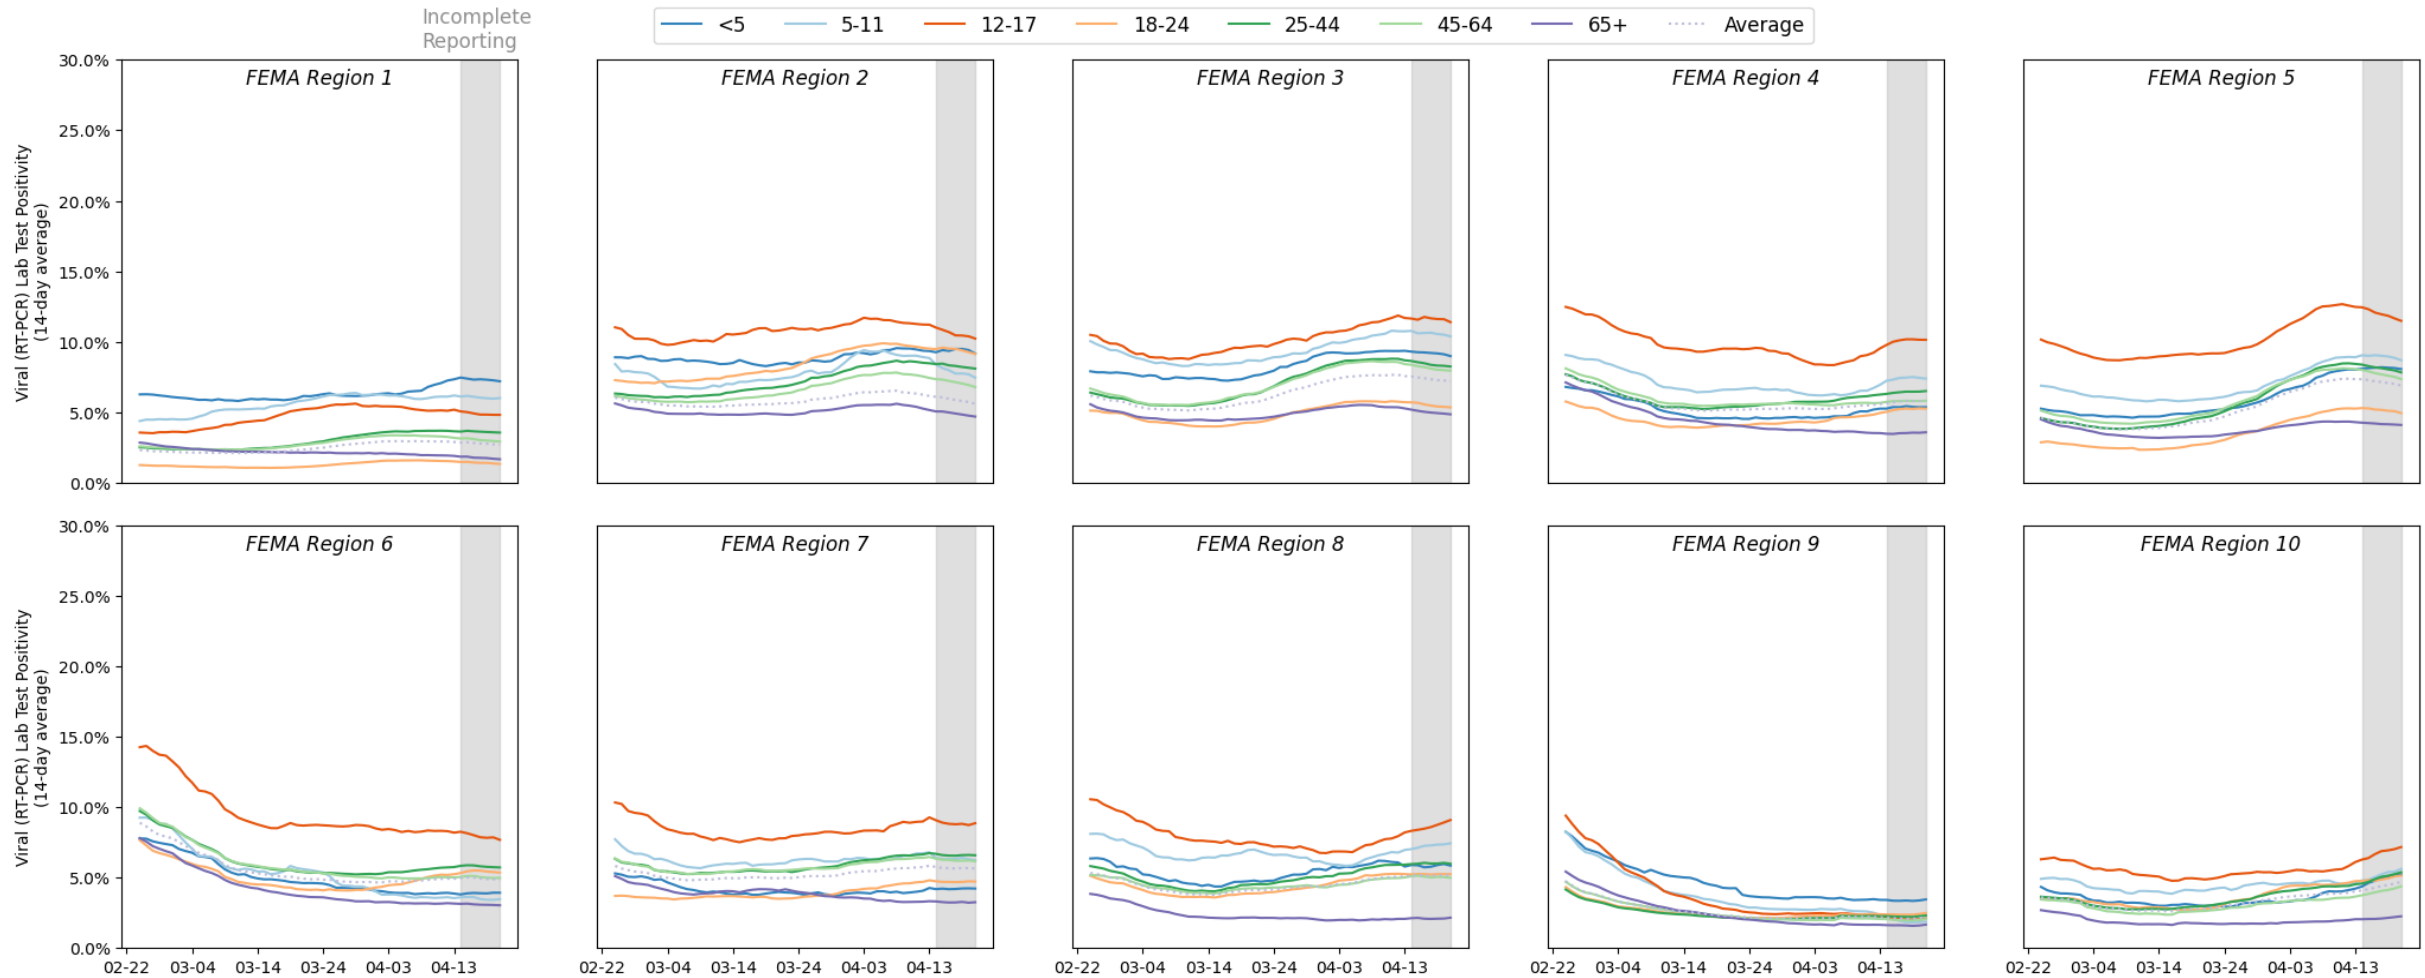 Incomplete
Reporting
<5 5-11 12-17 18-24 25-44 45-64 65+ Average
Viral (RT-PCR) Lab Test Positivity
(14-day average)
30.0%
25.0%
20.0%
15.0%
10.0%
5.0%
0.0%
FEMA Region 1
FEMA Region 2
FEMA Region 3
FEMA Region 4
FEMA Region 5
Viral (RT-PCR) Lab Test Positivity
(14-day average)
30.0%
25.0%
20.0%
15.0%
10.0%
5.0%
0.0%
FEMA Region 6
02-22 03-04 03-14 03-24 04-03 04-13
FEMA Region 7
02-22 03-04 03-14 03-24 04-03 04-13
FEMA Region 8
02-22 03-04 03-14 03-24 04-03 04-13
FEMA Region 9
02-22 03-04 03-14 03-24 04-03 04-13
FEMA Region 10
02-22 03-04 03-14 03-24 04-03 04-13